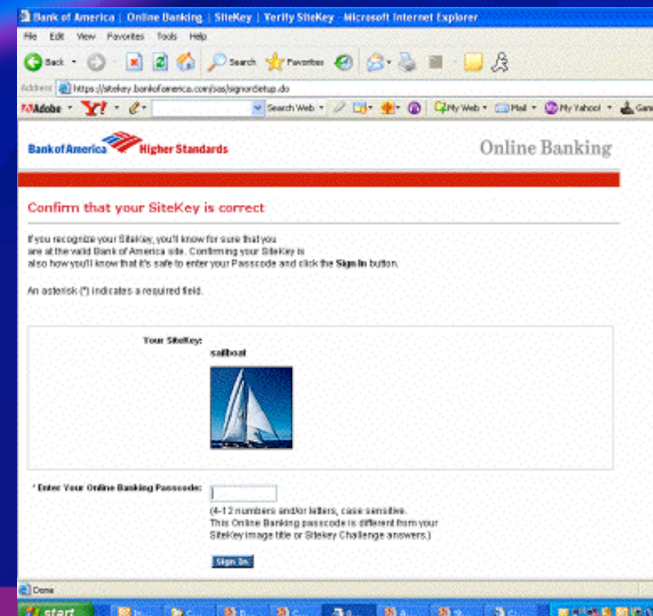 Bank of America | Online Banking | SiteKey | Verify SiteKey - Microsoft Internet Explorer
File Edit View Favorites Tools Help
Back Search Favorites
Address https://sitekey.bankofamerica.com/sas/signonSetup.do
Adobe Y! Search Web My Web Mail My Yahoo!
Bank of America Higher Standards
Online Banking
Confirm that your SiteKey is correct
If you recognize your SiteKey, you'll know for sure that you
are at the valid Bank of America site. Confirming your SiteKey is
also how you'll know that it's safe to enter your Passcode and click the Sign In button.
An asterisk (*) indicates a required field.
Your SiteKey:
sailboat
* Enter Your Online Banking Passcode:
(4-12 numbers and/or letters, case sensitive.
This Online Banking passcode is different from your
SiteKey image title or Sitekey Challenge answers.)
Sign In
Done
start